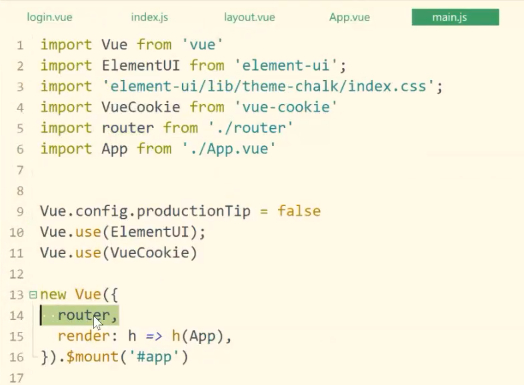 login.vue index.js layout.vue App.vue main.js
1 import Vue from 'vue'
2 import ElementUI from 'element-ui';
3 import 'element-ui/lib/theme-chalk/index.css';
4 import VueCookie from 'vue-cookie'
5 import router from './router'
6 import App from './App.vue'
7
8
9 Vue.config.productionTip = false
10 Vue.use(ElementUI);
11 Vue.use(VueCookie)
12
13 new Vue({
14 router,
15 render: h => h(App),
16 }).$mount('#app')
17